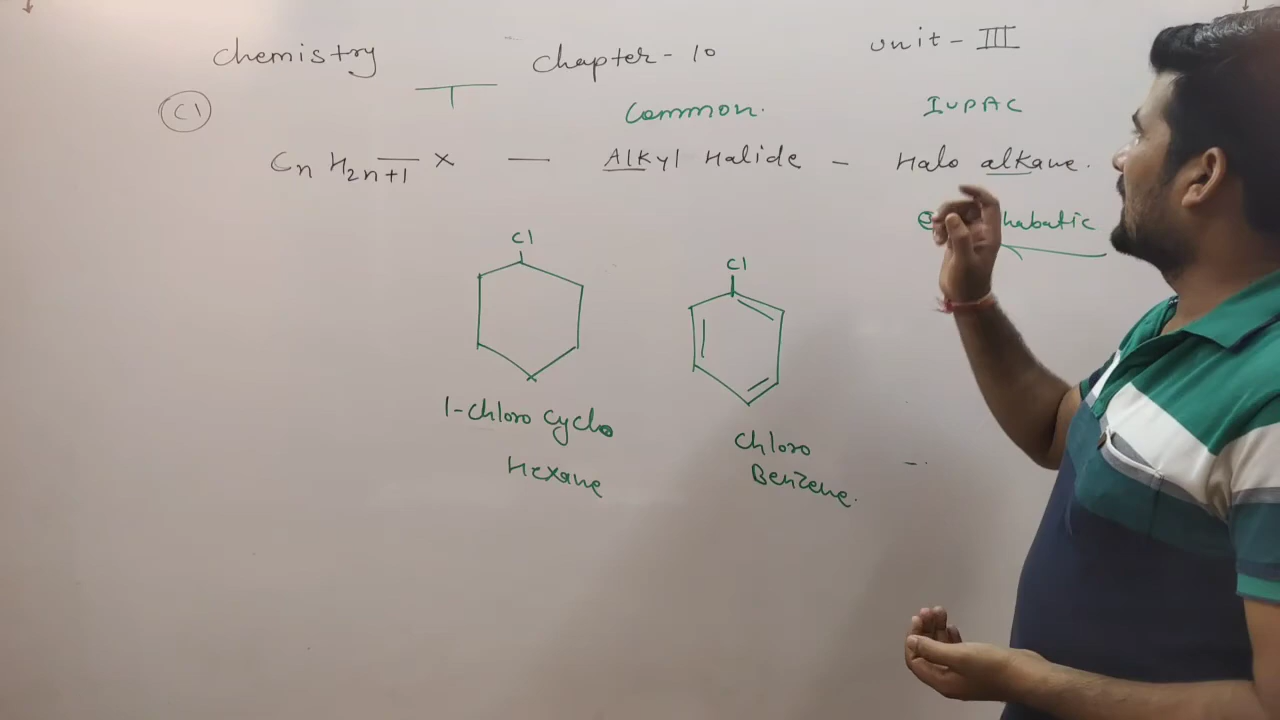 Chemistry Chapter - 10 Unit - III
C1 Common. IUPAC
CnH2n+1 — X — Alkyl Halide - Halo alkane.
habatic
Cl Cl
1-Chloro Cyclo
Hexane
Chloro
Benzene.